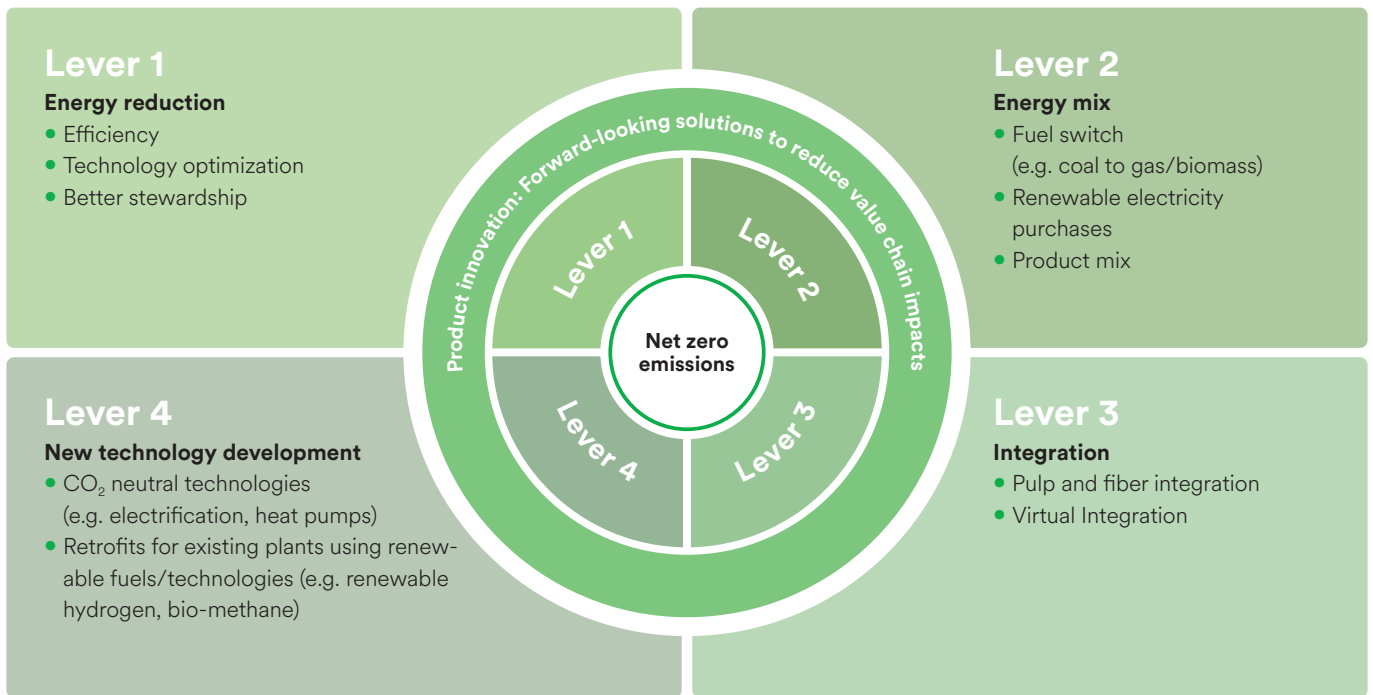 Lever 1
Energy reduction
• Efficiency
• Technology optimization
• Better stewardship
Lever 2
Energy mix
• Fuel switch
(e.g. coal to gas/biomass)
• Renewable electricity
purchases
• Product mix
Product innovation: Forward-looking solutions to reduce value chain impacts
Lever 1
Lever 2
Net zero
emissions
Lever 4
Lever 3
Lever 4
New technology development
• CO₂ neutral technologies
(e.g. electrification, heat pumps)
• Retrofits for existing plants using renew-
able fuels/technologies (e.g. renewable
hydrogen, bio-methane)
Lever 3
Integration
• Pulp and fiber integration
• Virtual Integration